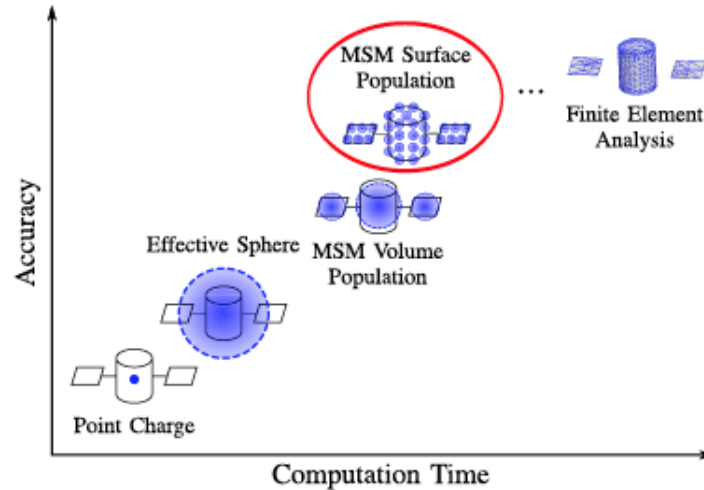 MSM Surface
Population
...
Finite Element
Analysis
Effective Sphere
MSM Volume
Population
Point Charge
Accuracy
Computation Time